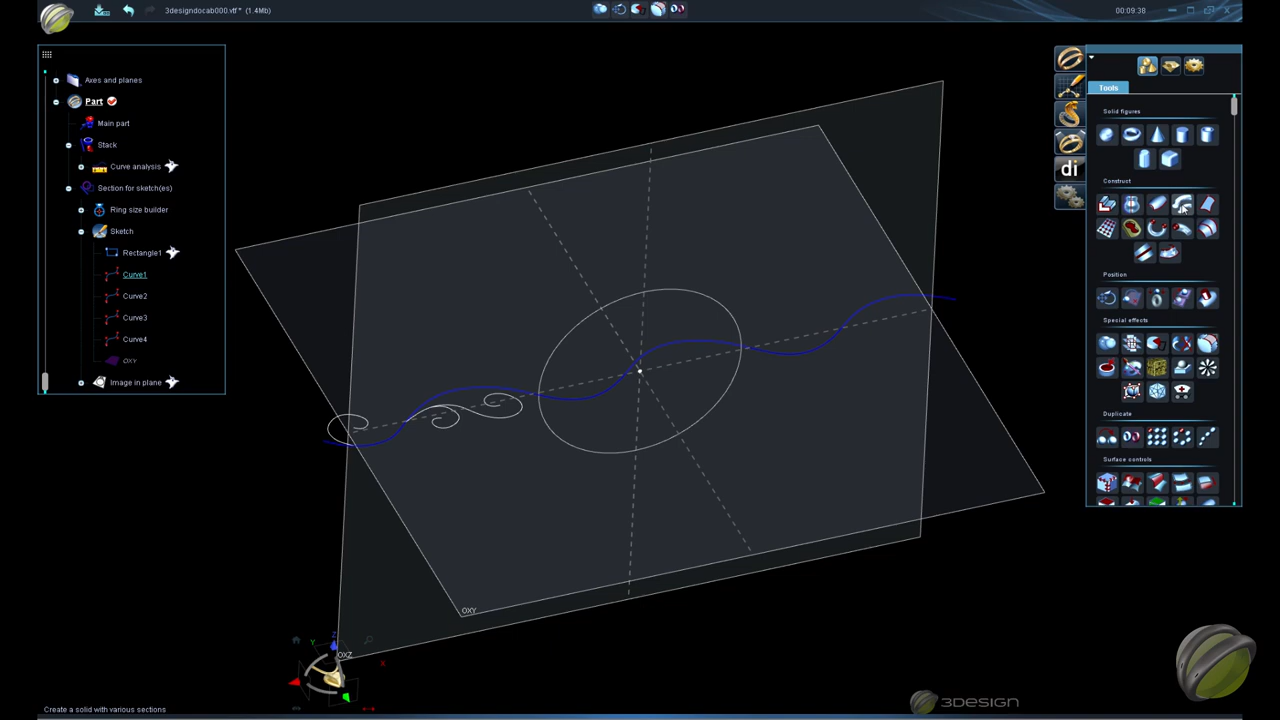 3designdocab000.vtf* (1.4Mb)
00:09:38
Axes and planes
Part
Main part
Stack
Curve analysis
Section for sketch(es)
Ring size builder
Sketch
Rectangle1
Curve1
Curve2
Curve3
Curve4
OXY
Image in plane
di
Tools
Solid figures
Construct
Position
Special effects
Duplicate
Surface controls
OXY
OXZ
Z
Y
X
Create a solid with various sections
3DESIGN